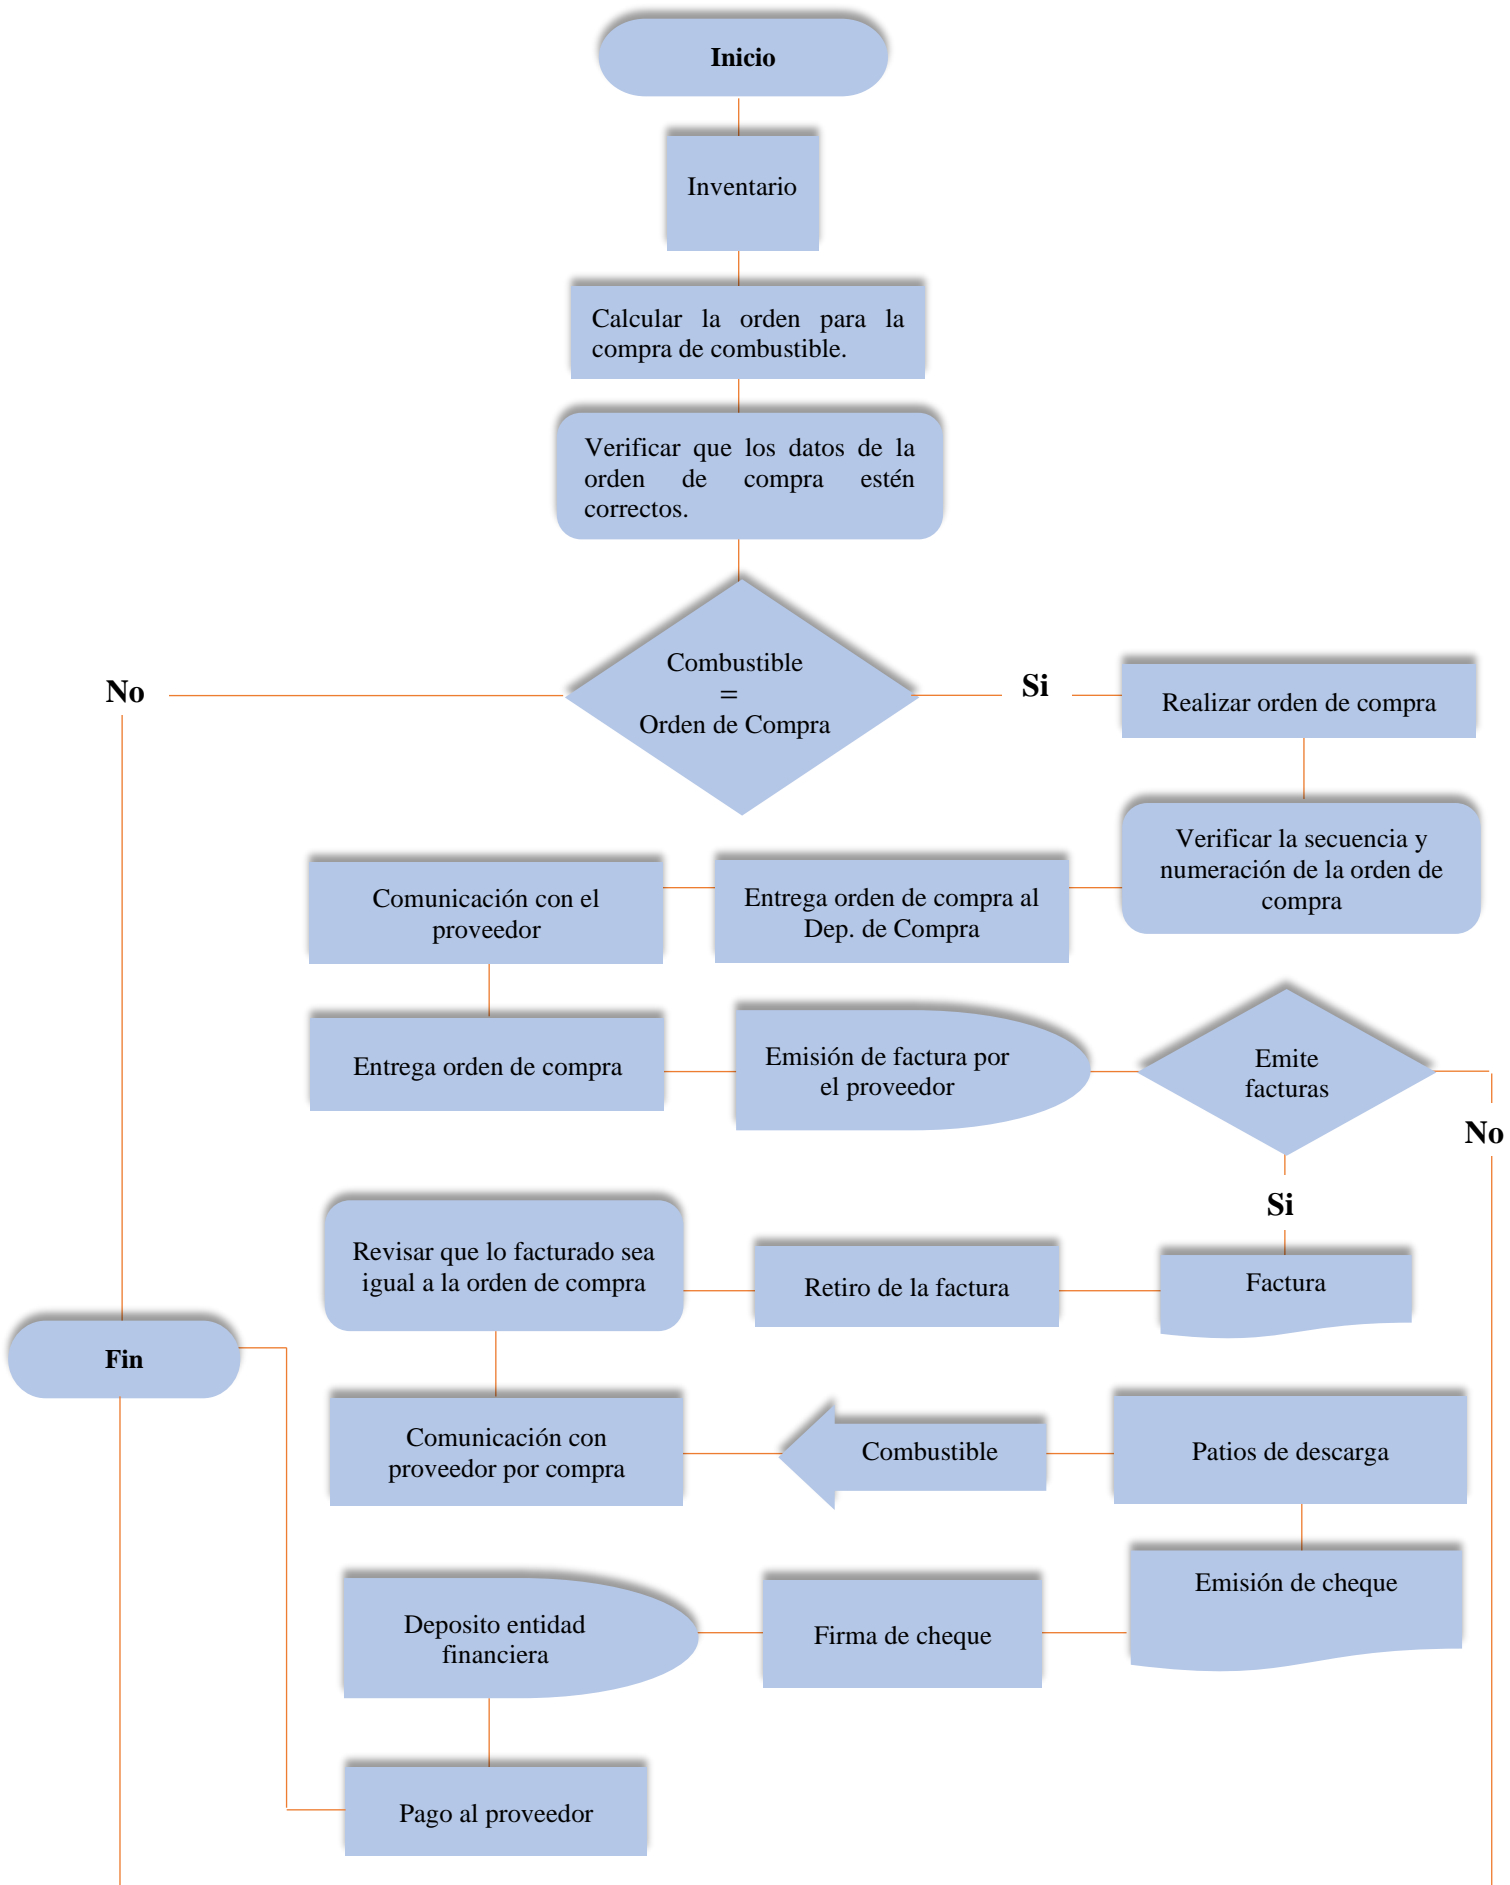 Inicio
Inventario
Calcular la orden para la
compra de combustible.
Verificar que los datos de la
orden de compra estén
correctos.
Combustible
=
Orden de Compra
No
Si
Realizar orden de compra
Verificar la secuencia y
numeración de la orden de
compra
Entrega orden de compra al
Dep. de Compra
Comunicación con el
proveedor
Entrega orden de compra
Emisión de factura por
el proveedor
Emite
facturas
No
Si
Factura
Retiro de la factura
Revisar que lo facturado sea
igual a la orden de compra
Fin
Comunicación con
proveedor por compra
Combustible
Patios de descarga
Emisión de cheque
Firma de cheque
Deposito entidad
financiera
Pago al proveedor